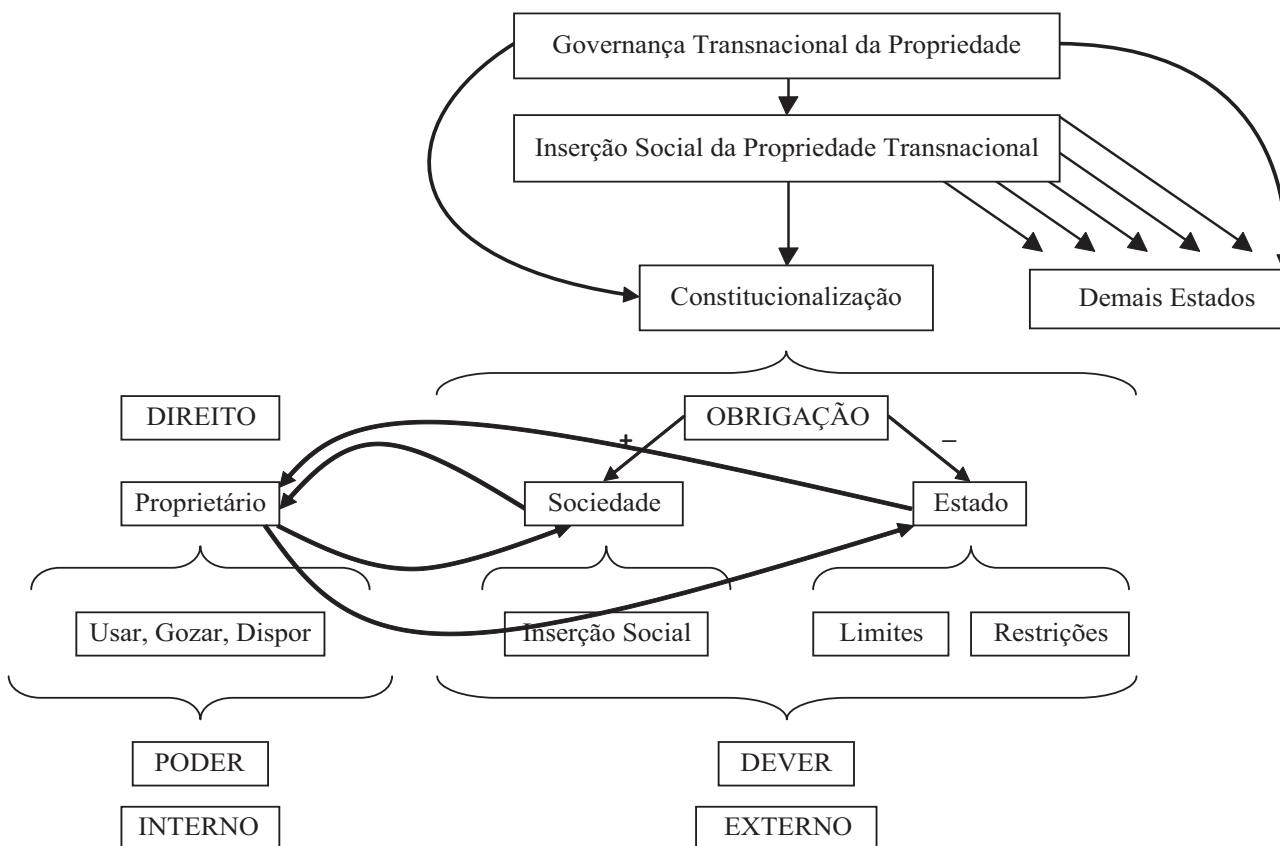 Governança Transnacional da Propriedade
Inserção Social da Propriedade Transnacional
Constitucionalização
Demais Estados
DIREITO
OBRIGAÇÃO
+
–
Proprietário
Sociedade
Estado
Usar, Gozar, Dispor
Inserção Social
Limites
Restrições
PODER
DEVER
INTERNO
EXTERNO